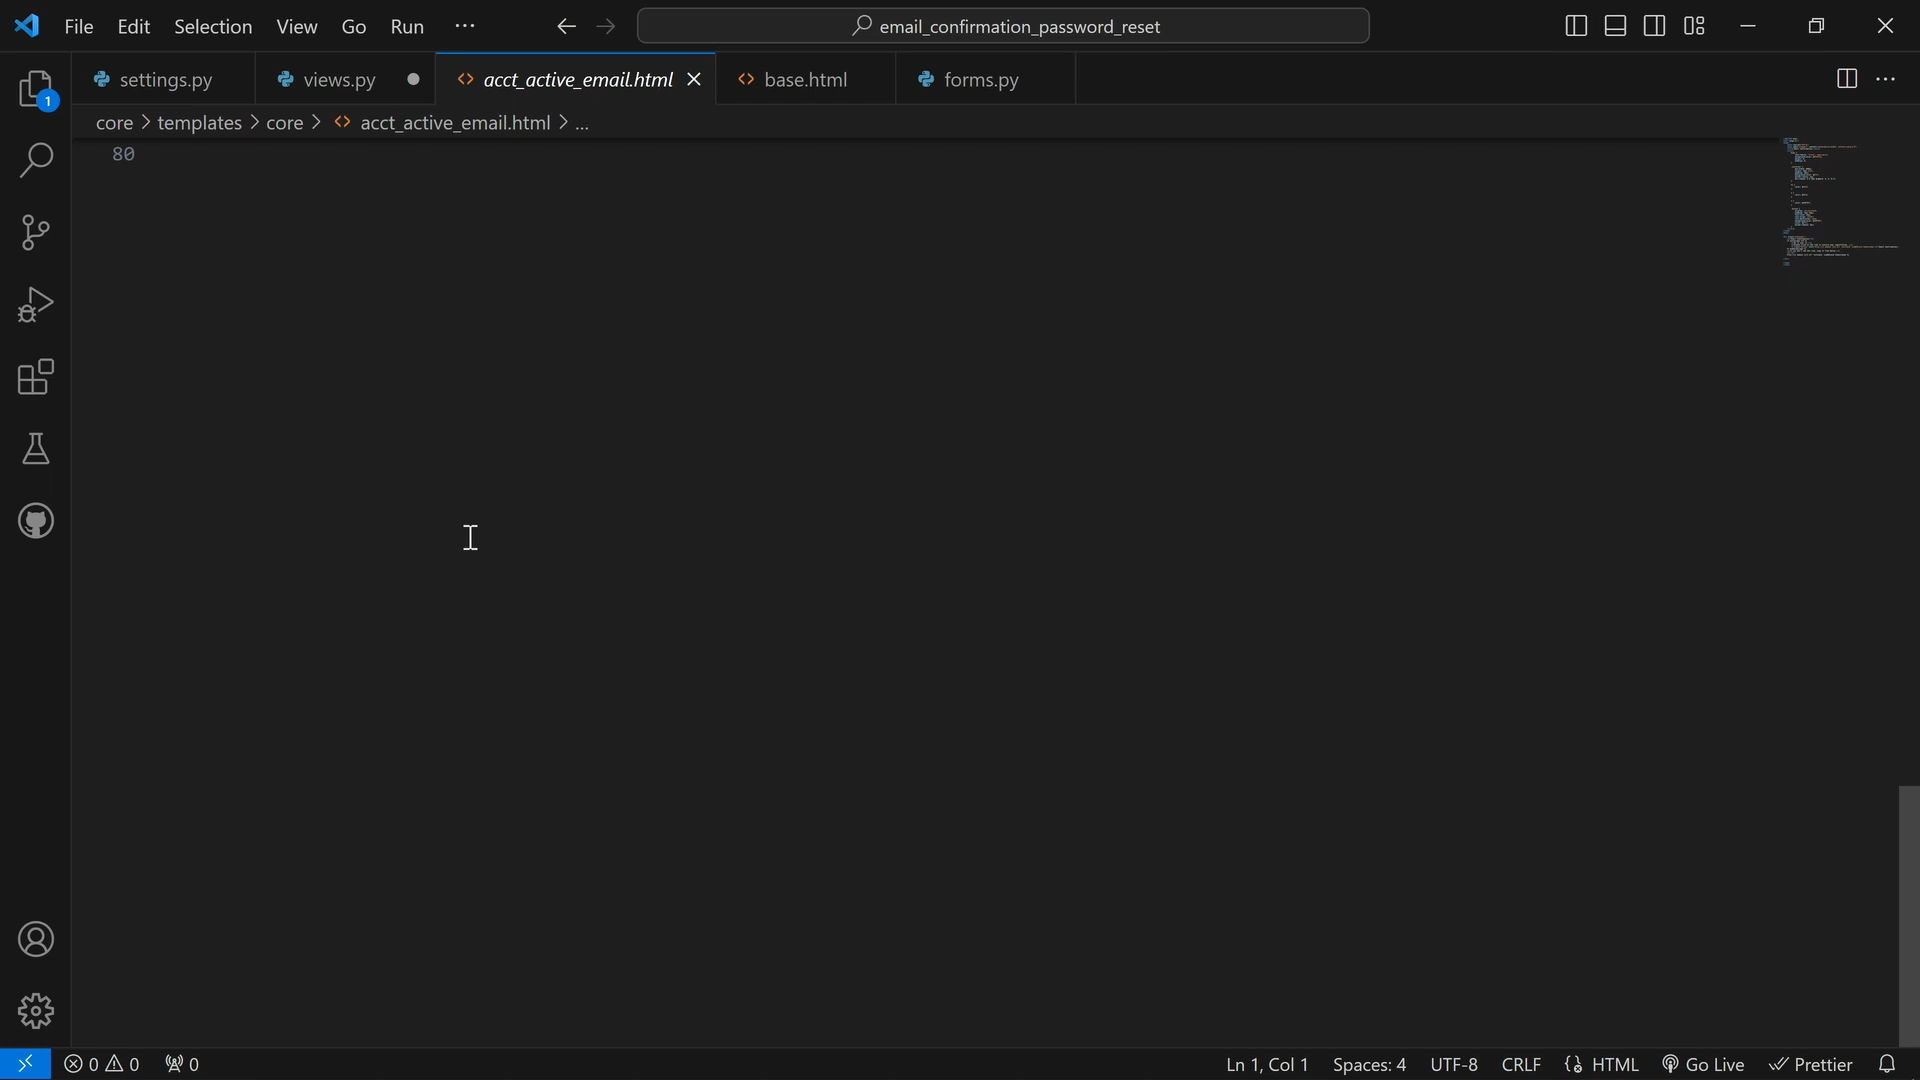 File Edit Selection View Go Run ··· email_confirmation_password_reset
settings.py views.py acct_active_email.html base.html forms.py
core > templates > core > acct_active_email.html > ...
80
1
0 0 0 Ln 1, Col 1 Spaces: 4 UTF-8 CRLF {} HTML Go Live Prettier